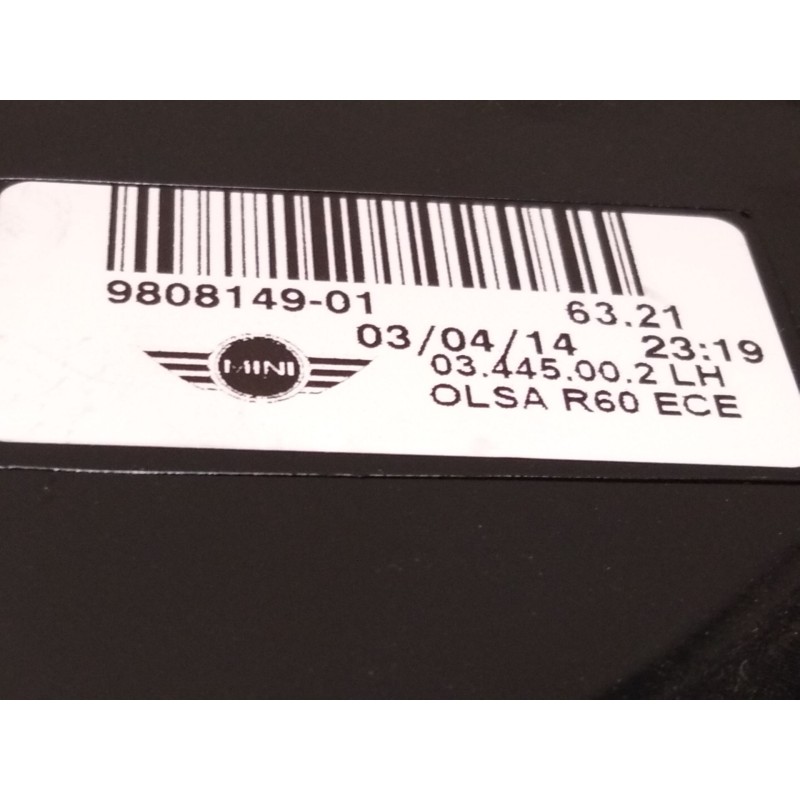 9808149-01 63.21
03/04/14 23:19
MINI
03.445.00.2 LH
OLSA R60 ECE